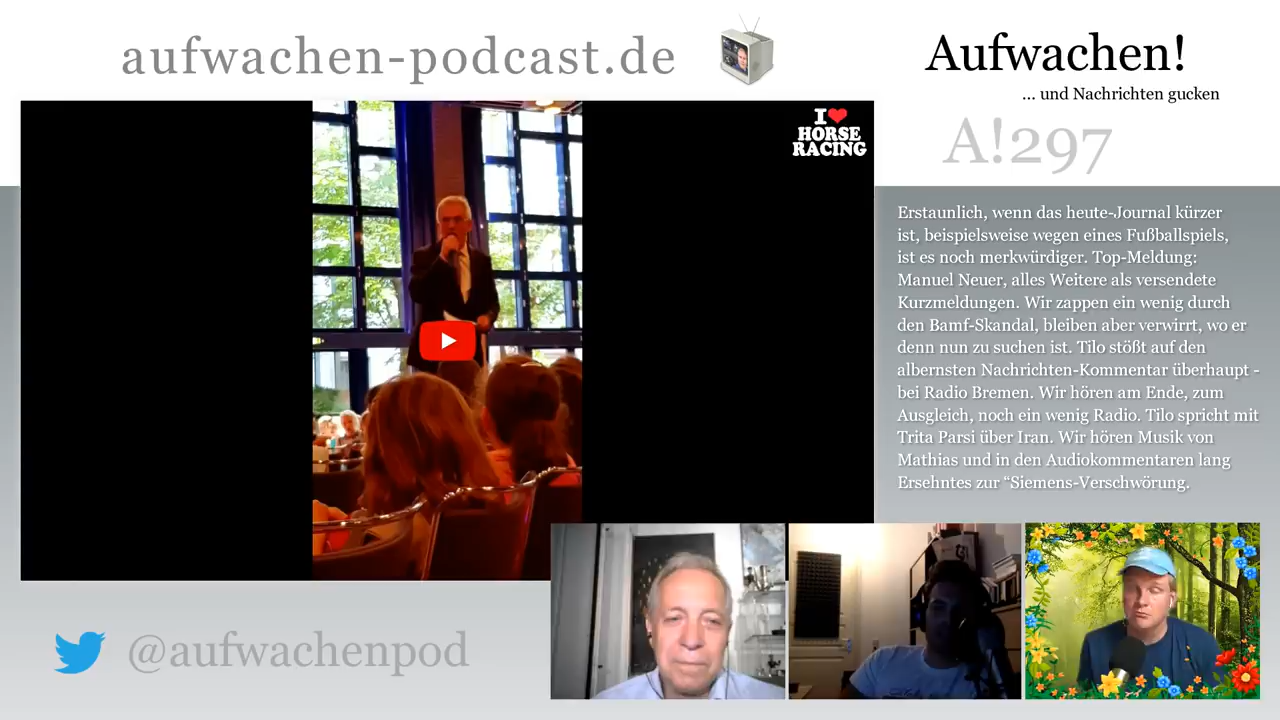 aufwachen-podcast.de
Aufwachen!
... und Nachrichten gucken
A!297
I
HORSE
RACING
Erstaunlich, wenn das heute-Journal kürzer
ist, beispielsweise wegen eines Fußballspiels,
ist es noch merkwürdiger. Top-Meldung:
Manuel Neuer, alles Weitere als versendete
Kurzmeldungen. Wir zappen ein wenig durch
den Bamf-Skandal, bleiben aber verwirrt, wo er
denn nun zu suchen ist. Tilo stößt auf den
albernsten Nachrichten-Kommentar überhaupt -
bei Radio Bremen. Wir hören am Ende, zum
Ausgleich, noch ein wenig Radio. Tilo spricht mit
Trita Parsi über Iran. Wir hören Musik von
Mathias und in den Audiokommentaren lang
Ersehntes zur “Siemens-Verschwörung.
@aufwachenpod